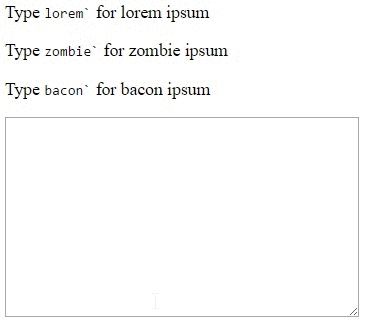 Type lorem` for lorem ipsum
Type zombie` for zombie ipsum
Type bacon` for bacon ipsum